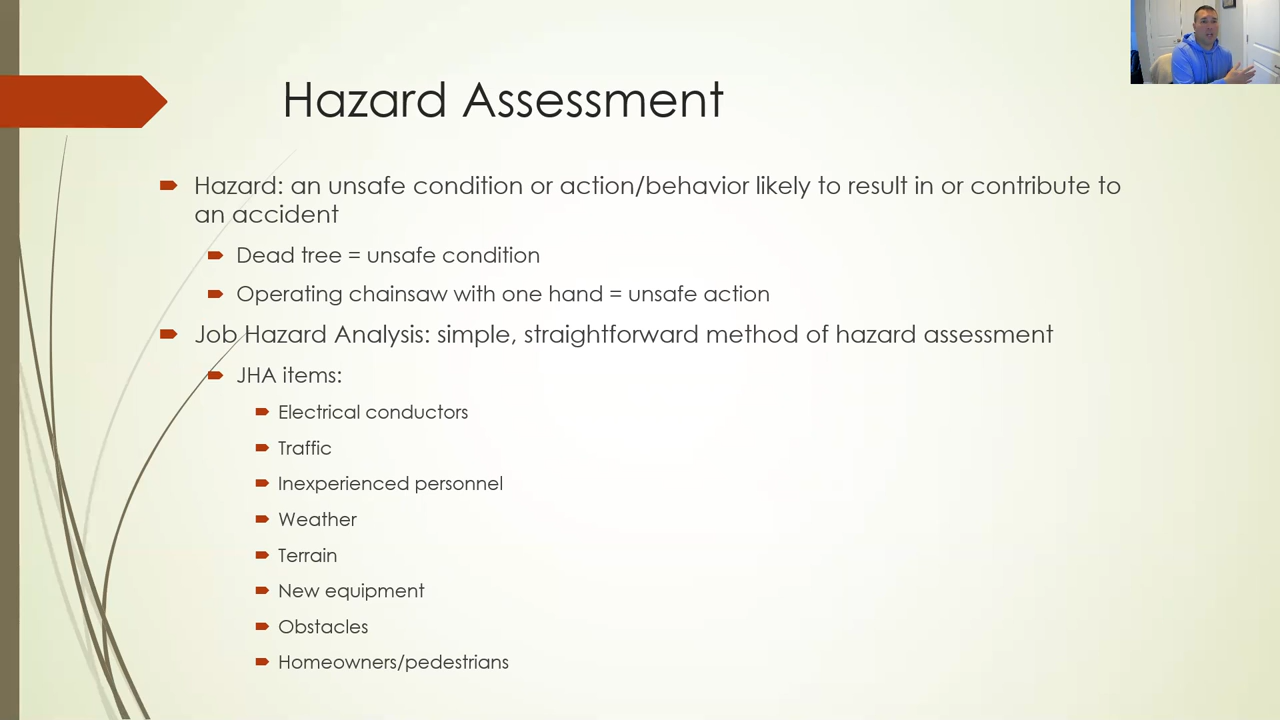 Hazard Assessment
Hazard: an unsafe condition or action/behavior likely to result in or contribute to
an accident
Dead tree = unsafe condition
Operating chainsaw with one hand = unsafe action
Job Hazard Analysis: simple, straightforward method of hazard assessment
JHA items:
Electrical conductors
Traffic
Inexperienced personnel
Weather
Terrain
New equipment
Obstacles
Homeowners/pedestrians